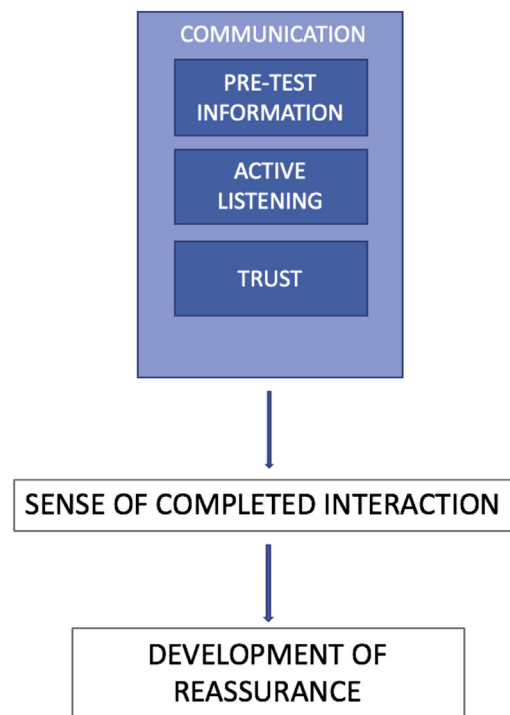 COMMUNICATION
PRE-TEST
INFORMATION
ACTIVE
LISTENING
TRUST
SENSE OF COMPLETED INTERACTION
DEVELOPMENT OF
REASSURANCE